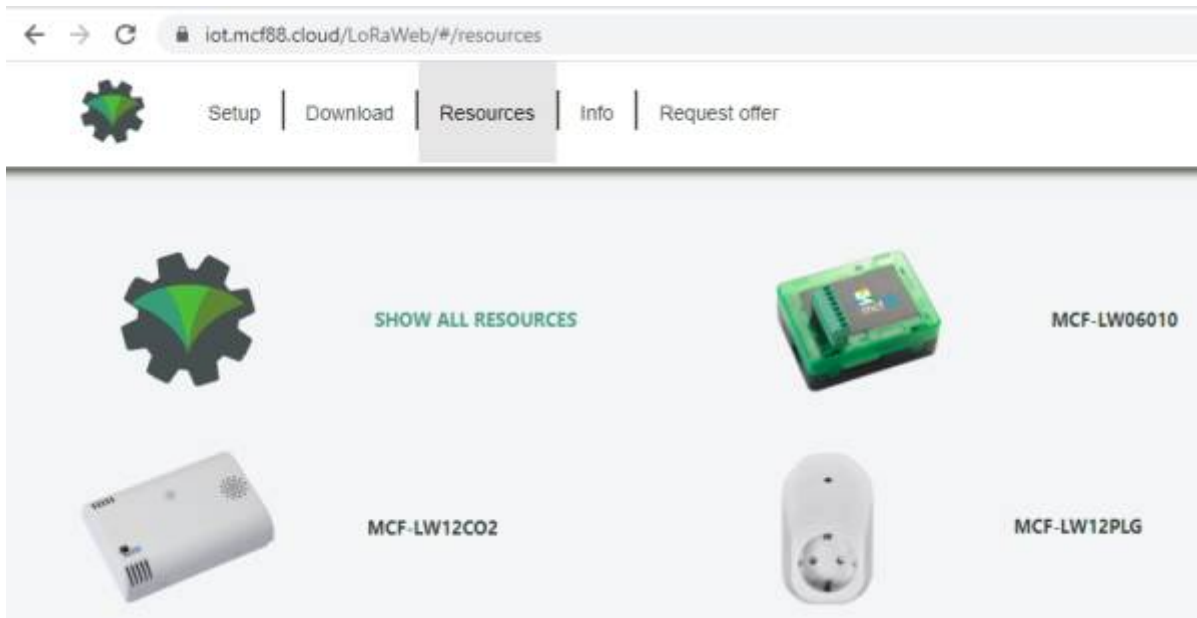 iot.mcf88.cloud/LoRaWeb/#/resources
Setup Download Resources Info Request offer
SHOW ALL RESOURCES
MCF-LW06010
MCF-LW12CO2
MCF-LW12PLG